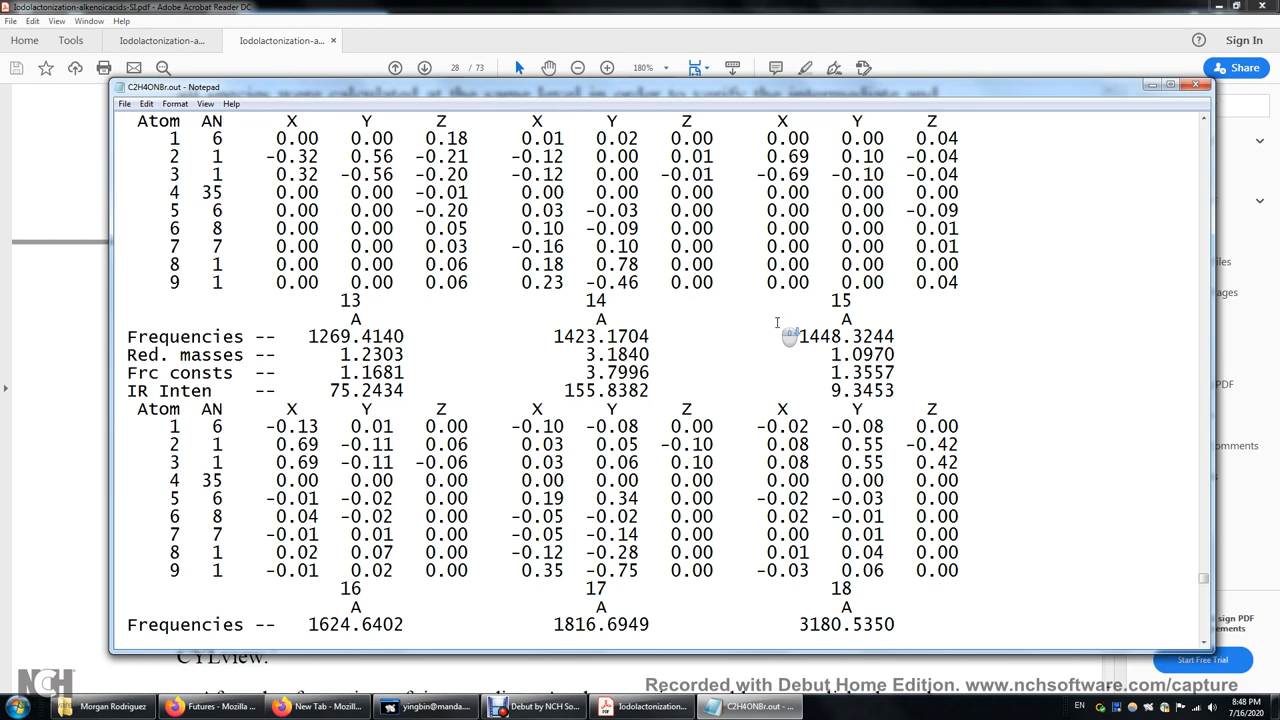 Iodolactonization-alkenoicacids-SI.pdf - Adobe Acrobat Reader DC
File Edit View Window Help
Home Tools Iodolactonization-a... Iodolactonization-a... × Sign In
28 / 73 180% Share
C2H4ONBr.out - Notepad
File Edit Format View Help
Atom AN X Y Z X Y Z X Y Z
1 6 0.00 0.00 0.18 0.01 0.02 0.00 0.00 0.00 0.04
2 1 -0.32 0.56 -0.21 -0.12 0.00 0.01 0.69 0.10 -0.04
3 1 0.32 -0.56 -0.20 -0.12 0.00 -0.01 -0.69 -0.10 -0.04
4 35 0.00 0.00 -0.01 0.00 0.00 0.00 0.00 0.00 0.00
5 6 0.00 0.00 -0.20 0.03 -0.03 0.00 0.00 0.00 -0.09
6 8 0.00 0.00 0.05 0.10 -0.09 0.00 0.00 0.00 0.01
7 7 0.00 0.00 0.03 -0.16 0.10 0.00 0.00 0.00 0.01
8 1 0.00 0.00 0.06 0.18 0.78 0.00 0.00 0.00 0.00
9 1 0.00 0.00 0.06 0.23 -0.46 0.00 0.00 0.00 0.04
13 14 15
A A A
Frequencies -- 1269.4140 1423.1704 1448.3244
Red. masses -- 1.2303 3.1840 1.0970
Frc consts -- 1.1681 3.7996 1.3557
IR Inten -- 75.2434 155.8382 9.3453
Atom AN X Y Z X Y Z X Y Z
1 6 -0.13 0.01 0.00 -0.10 -0.08 0.00 -0.02 -0.08 0.00
2 1 0.69 -0.11 0.06 0.03 0.05 -0.10 0.08 0.55 -0.42
3 1 0.69 -0.11 -0.06 0.03 0.06 0.10 0.08 0.55 0.42
4 35 0.00 0.00 0.00 0.00 0.00 0.00 0.00 0.00 0.00
5 6 -0.01 -0.02 0.00 0.19 0.34 0.00 -0.02 -0.03 0.00
6 8 0.04 -0.02 0.00 -0.05 -0.02 0.00 0.02 -0.01 0.00
7 7 -0.01 0.01 0.00 -0.05 -0.14 0.00 0.00 0.01 0.00
8 1 0.02 0.07 0.00 -0.12 -0.28 0.00 0.01 0.04 0.00
9 1 -0.01 0.02 0.00 0.35 -0.75 0.00 -0.03 0.06 0.00
16 17 18
A A A
Frequencies -- 1624.6402 1816.6949 3180.5350
CYLview.
sign PDF
Start Free Trial
NCH
Recorded with Debut Home Edition. www.nchsoftware.com/capture
Morgan Rodriguez Futures - Mozilla ... New Tab - Mozilla... yingbin@manda... Debut by NCH So... Iodolactonization-... C2H4ONBr.out - ... EN 8:48 PM
7/16/2020